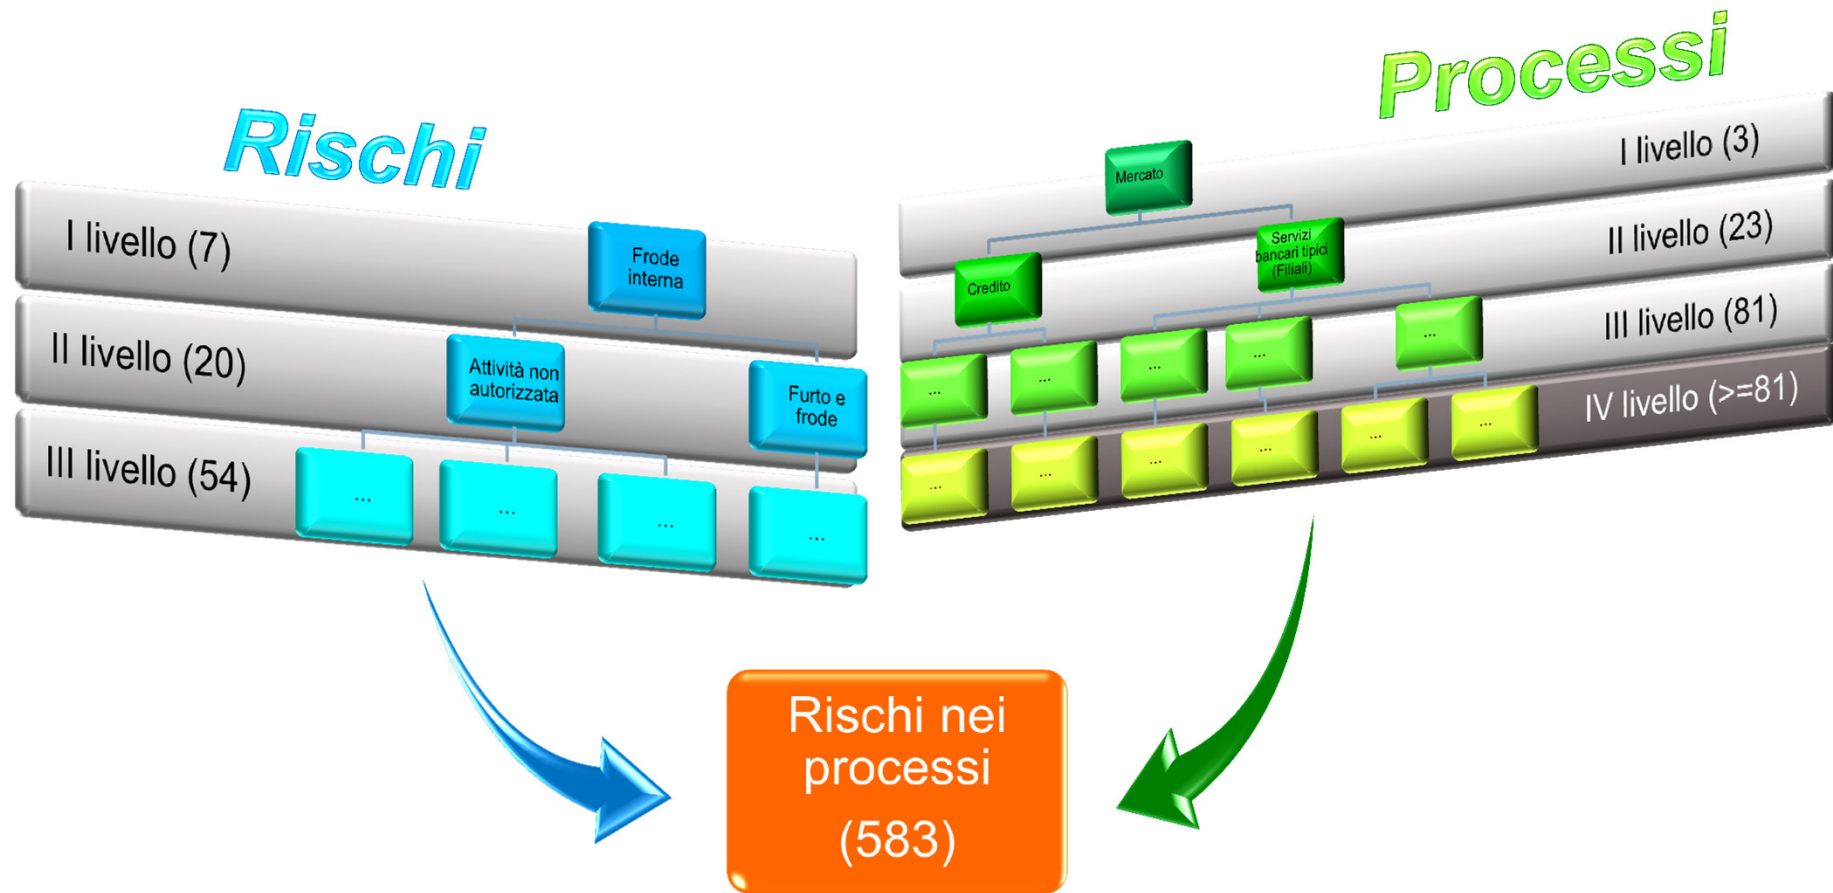 Rischi
I livello (7)
Frode
interna
II livello (20)
Attività non
autorizzata
Furto e
frode
III livello (54)
...
...
...
...
Processi
I livello (3)
Mercato
II livello (23)
Credito
Servizi
bancari tipici
(Filiali)
III livello (81)
...
...
...
...
...
IV livello (>=81)
...
...
...
...
...
...
Rischi nei
processi
(583)